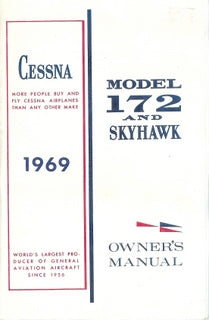 CESSNA
MORE PEOPLE BUY AND
FLY CESSNA AIRPLANES
THAN ANY OTHER MAKE
1969
WORLD'S LARGEST PRO-
DUCER OF GENERAL
AVIATION AIRCRAFT
SINCE 1956
MODEL
172
AND
SKYHAWK
OWNER'S
MANUAL